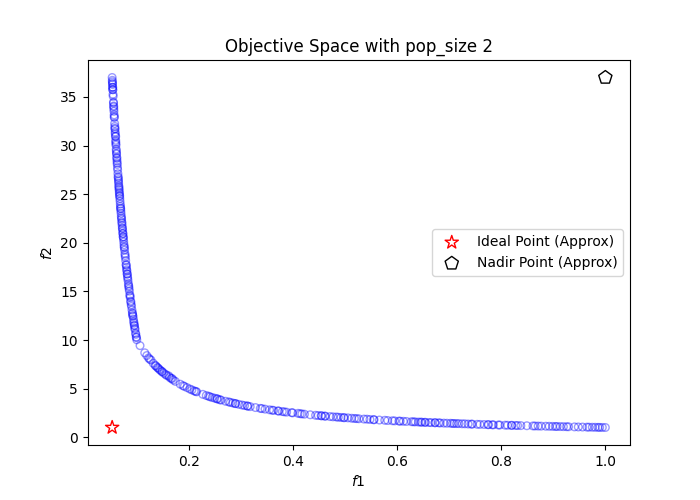 Objective Space with pop_size 2
35
30
25
20
15
10
5
0
f2
Ideal Point (Approx)
Nadir Point (Approx)
0.2 0.4 0.6 0.8 1.0
f1